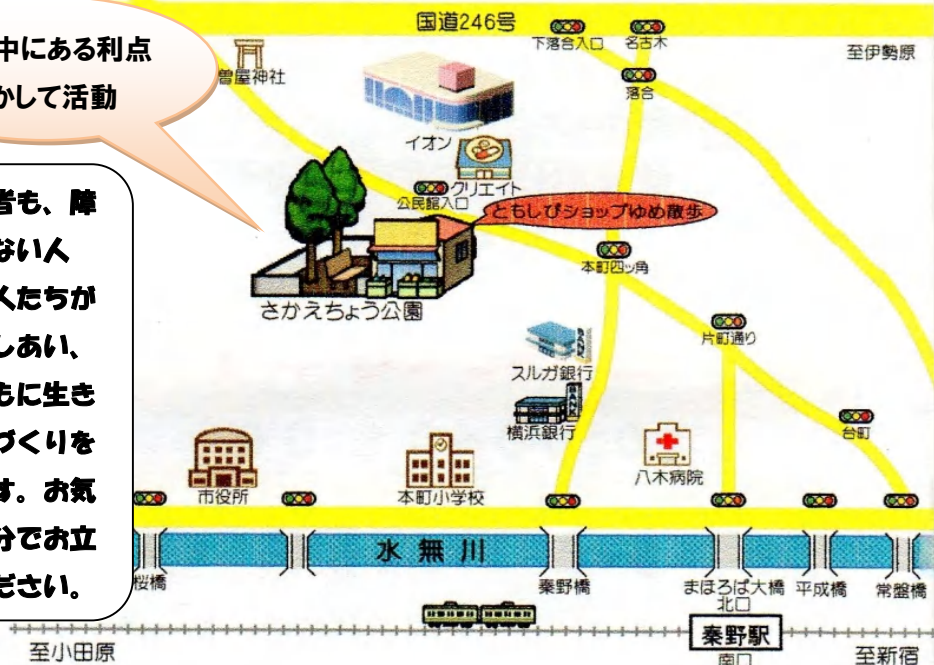 中にある利点
かして活動
者も、障
ない人
人たちが
しあい、
もに生き
づくりを
す。お気
分でお立
ださい。
国道246号
下落合入口
名古木
至伊勢原
曽屋神社
落合
イオン
クリエイト
公民館入口
ともしびショップゆめ散歩
本町四ッ角
さかえちょう公園
片町通り
スルガ銀行
BANK
横浜銀行
BANK
台町
八木病院
市役所
本町小学校
水無川
桜橋
秦野橋
まほろば大橋
平成橋
常盤橋
北口
秦野駅
南口
至小田原
至新宿